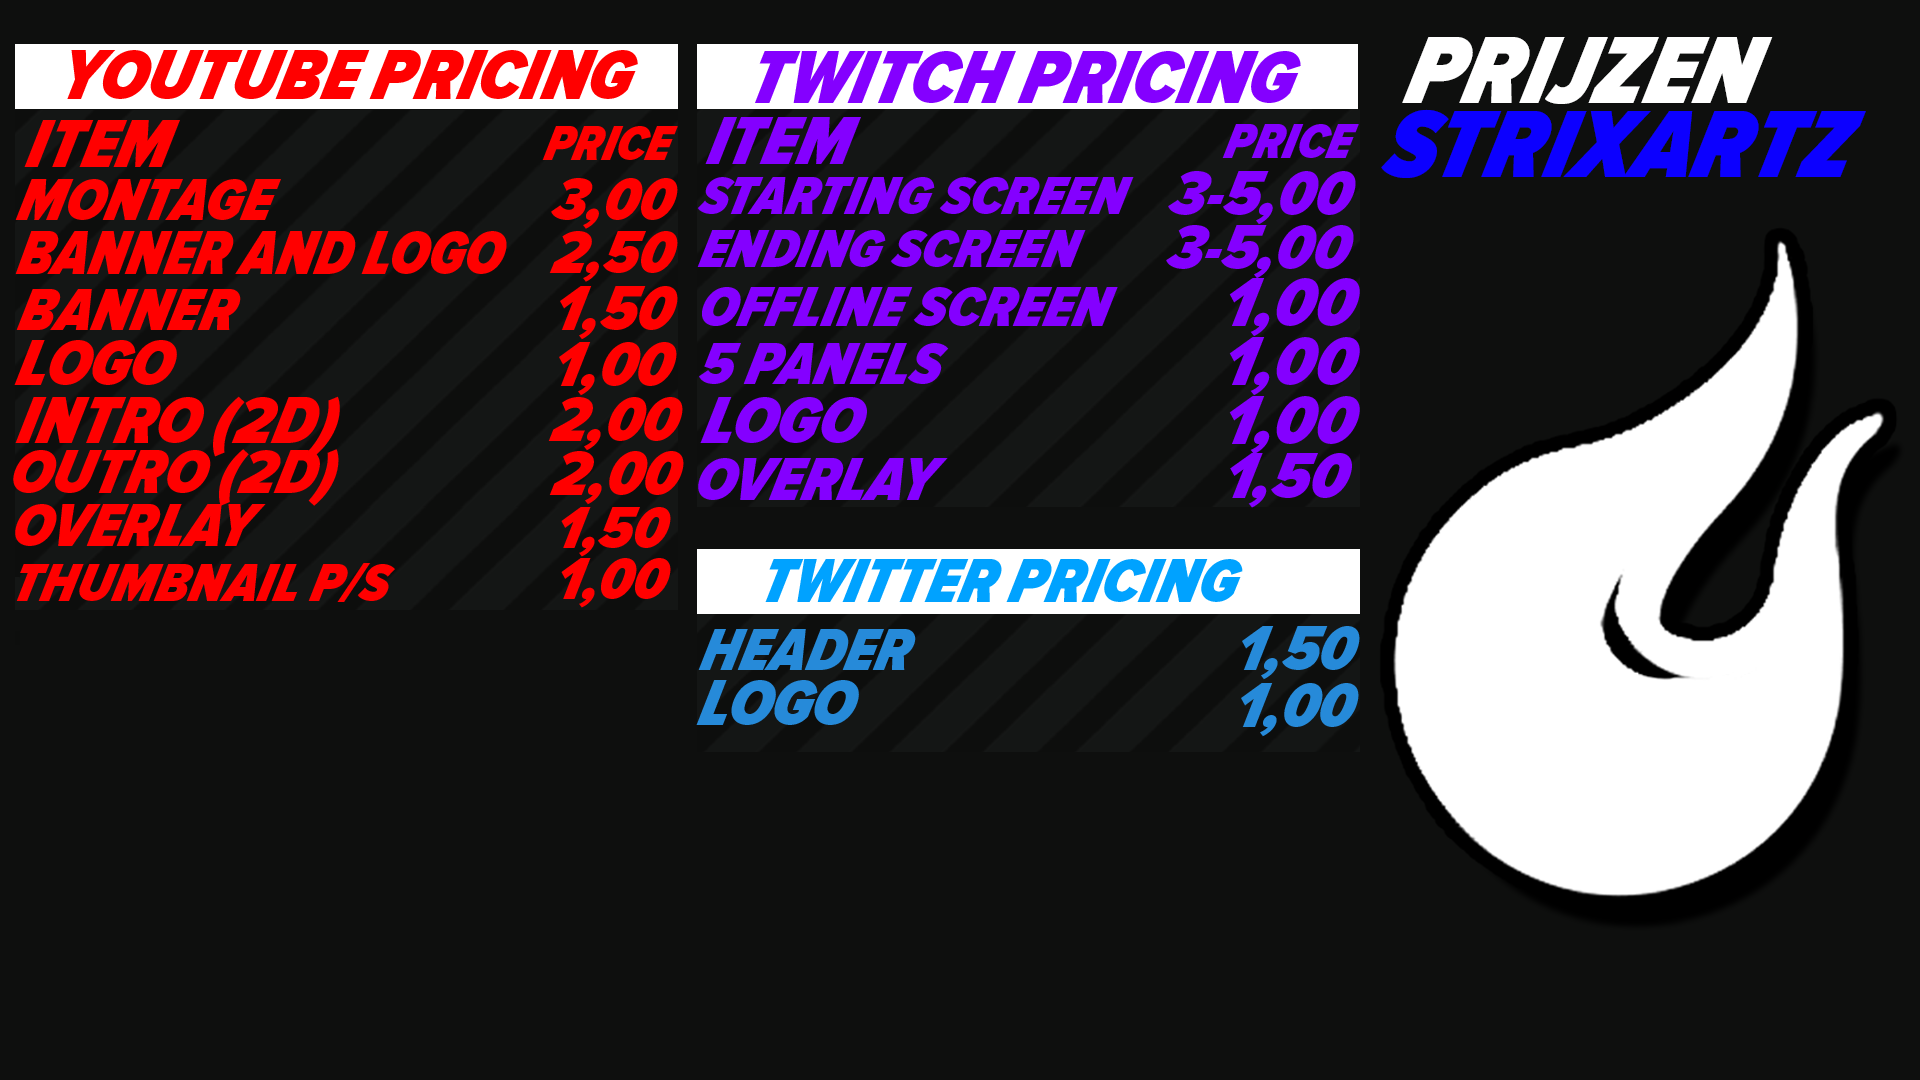 YOUTUBE PRICING
ITEM PRICE
MONTAGE 3,00
BANNER AND LOGO 2,50
BANNER 1,50
LOGO 1,00
INTRO (2D) 2,00
OUTRO (2D) 2,00
OVERLAY 1,50
THUMBNAIL P/S 1,00
TWITCH PRICING
ITEM PRICE
STARTING SCREEN 3-5,00
ENDING SCREEN 3-5,00
OFFLINE SCREEN 1,00
5 PANELS 1,00
LOGO 1,00
OVERLAY 1,50
TWITTER PRICING
HEADER 1,50
LOGO 1,00
PRIJZEN
STRIXARTZ